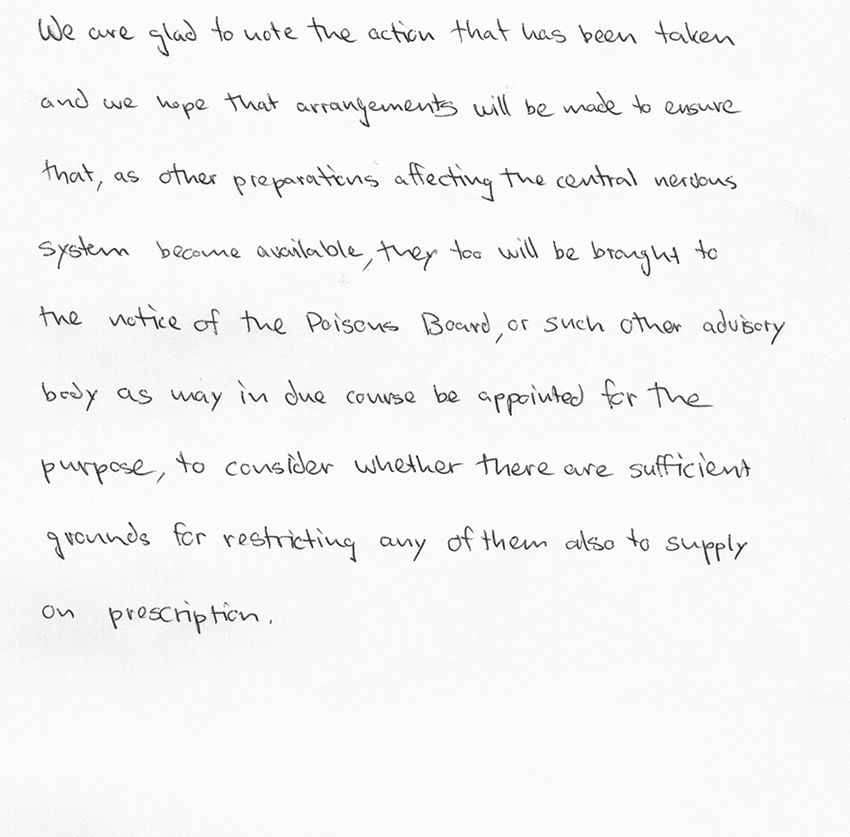 We are glad to note the action that has been taken
and we hope that arrangements will be made to ensure
that, as other preparations affecting the central nervous
system become available, they too will be brought to
the notice of the Poisons Board, or such other advisory
body as may in due course be appointed for the
purpose, to consider whether there are sufficient
grounds for restricting any of them also to supply
on prescription.